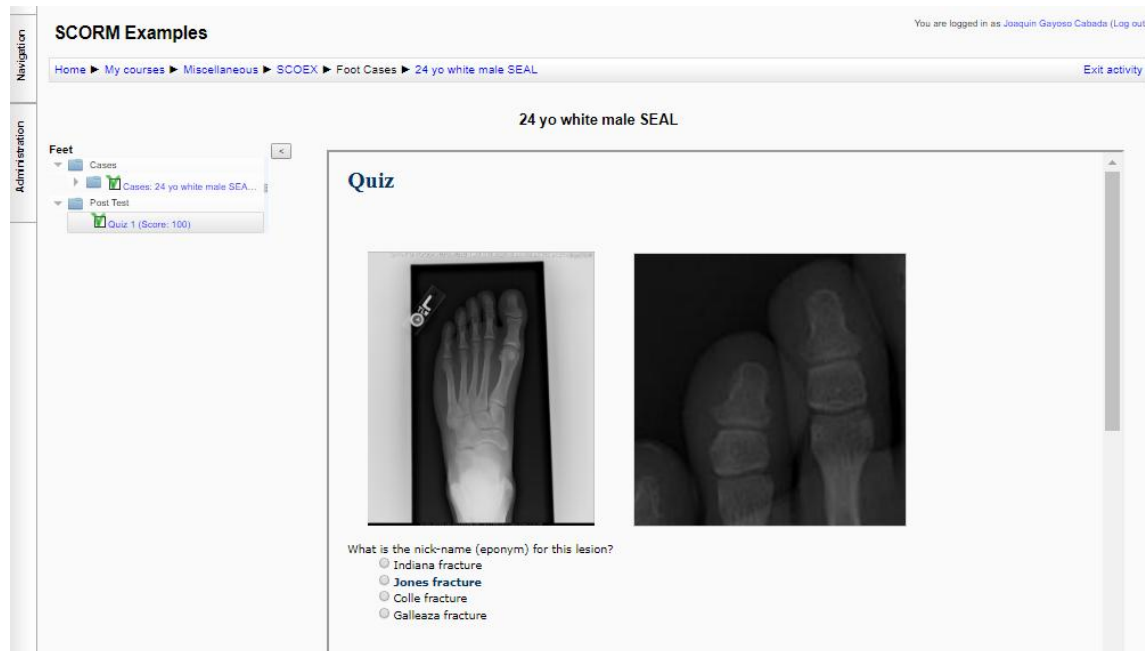 Navigation
Administration
SCORM Examples
You are logged in as Joaquin Gayoso Cabada (Log out
Home ► My courses ► Miscellaneous ► SCOEX ► Foot Cases ► 24 yo white male SEAL
Exit activity
24 yo white male SEAL
Feet
<
Cases
Cases: 24 yo white male SEA...
Post Test
Quiz 1 (Score: 100)
Quiz
What is the nick-name (eponym) for this lesion?
Indiana fracture
Jones fracture
Colle fracture
Galleaza fracture